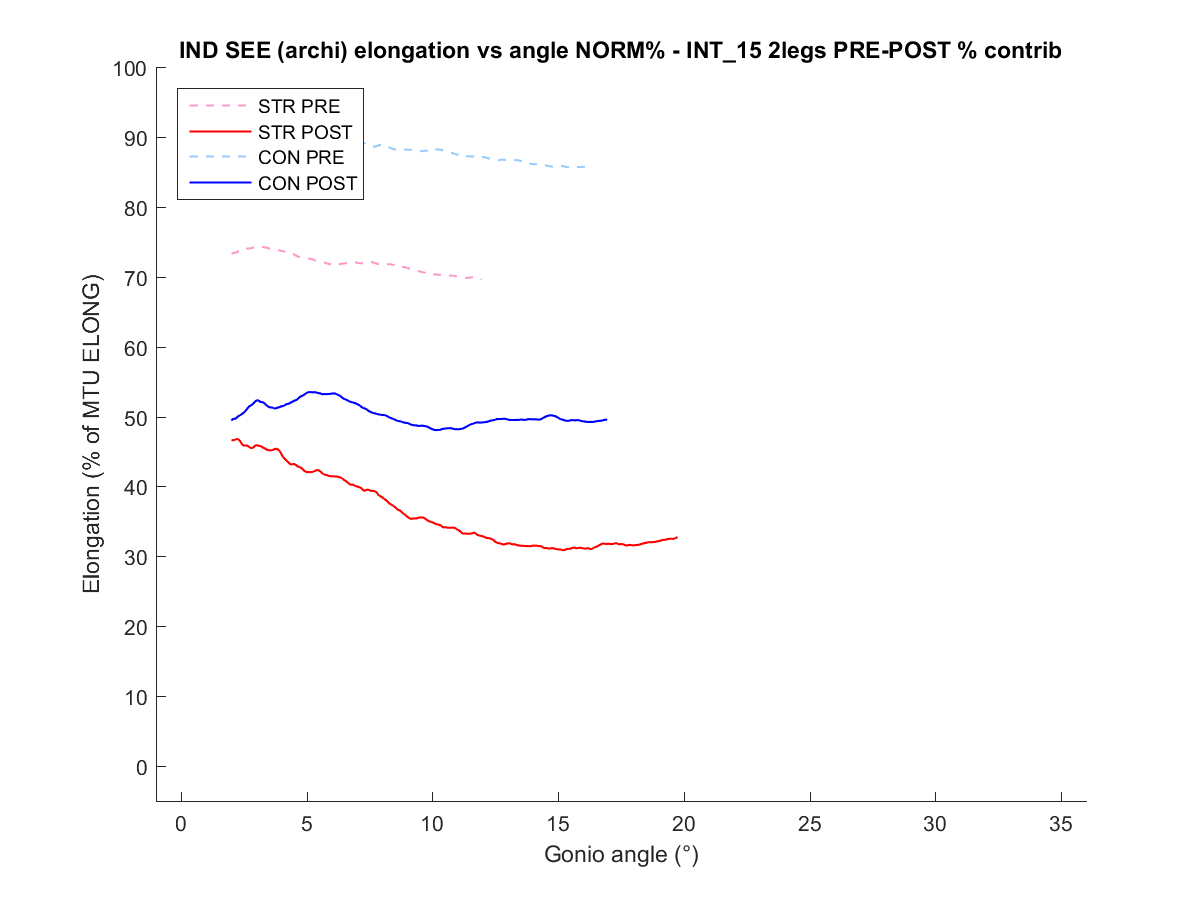 IND SEE (archi) elongation vs angle NORM% - INT_15 2legs PRE-POST % contrib
100
90
80
70
60
50
40
30
20
10
0
STR PRE
STR POST
CON PRE
CON POST
Elongation (% of MTU ELONG)
0 5 10 15 20 25 30 35
Gonio angle (°)